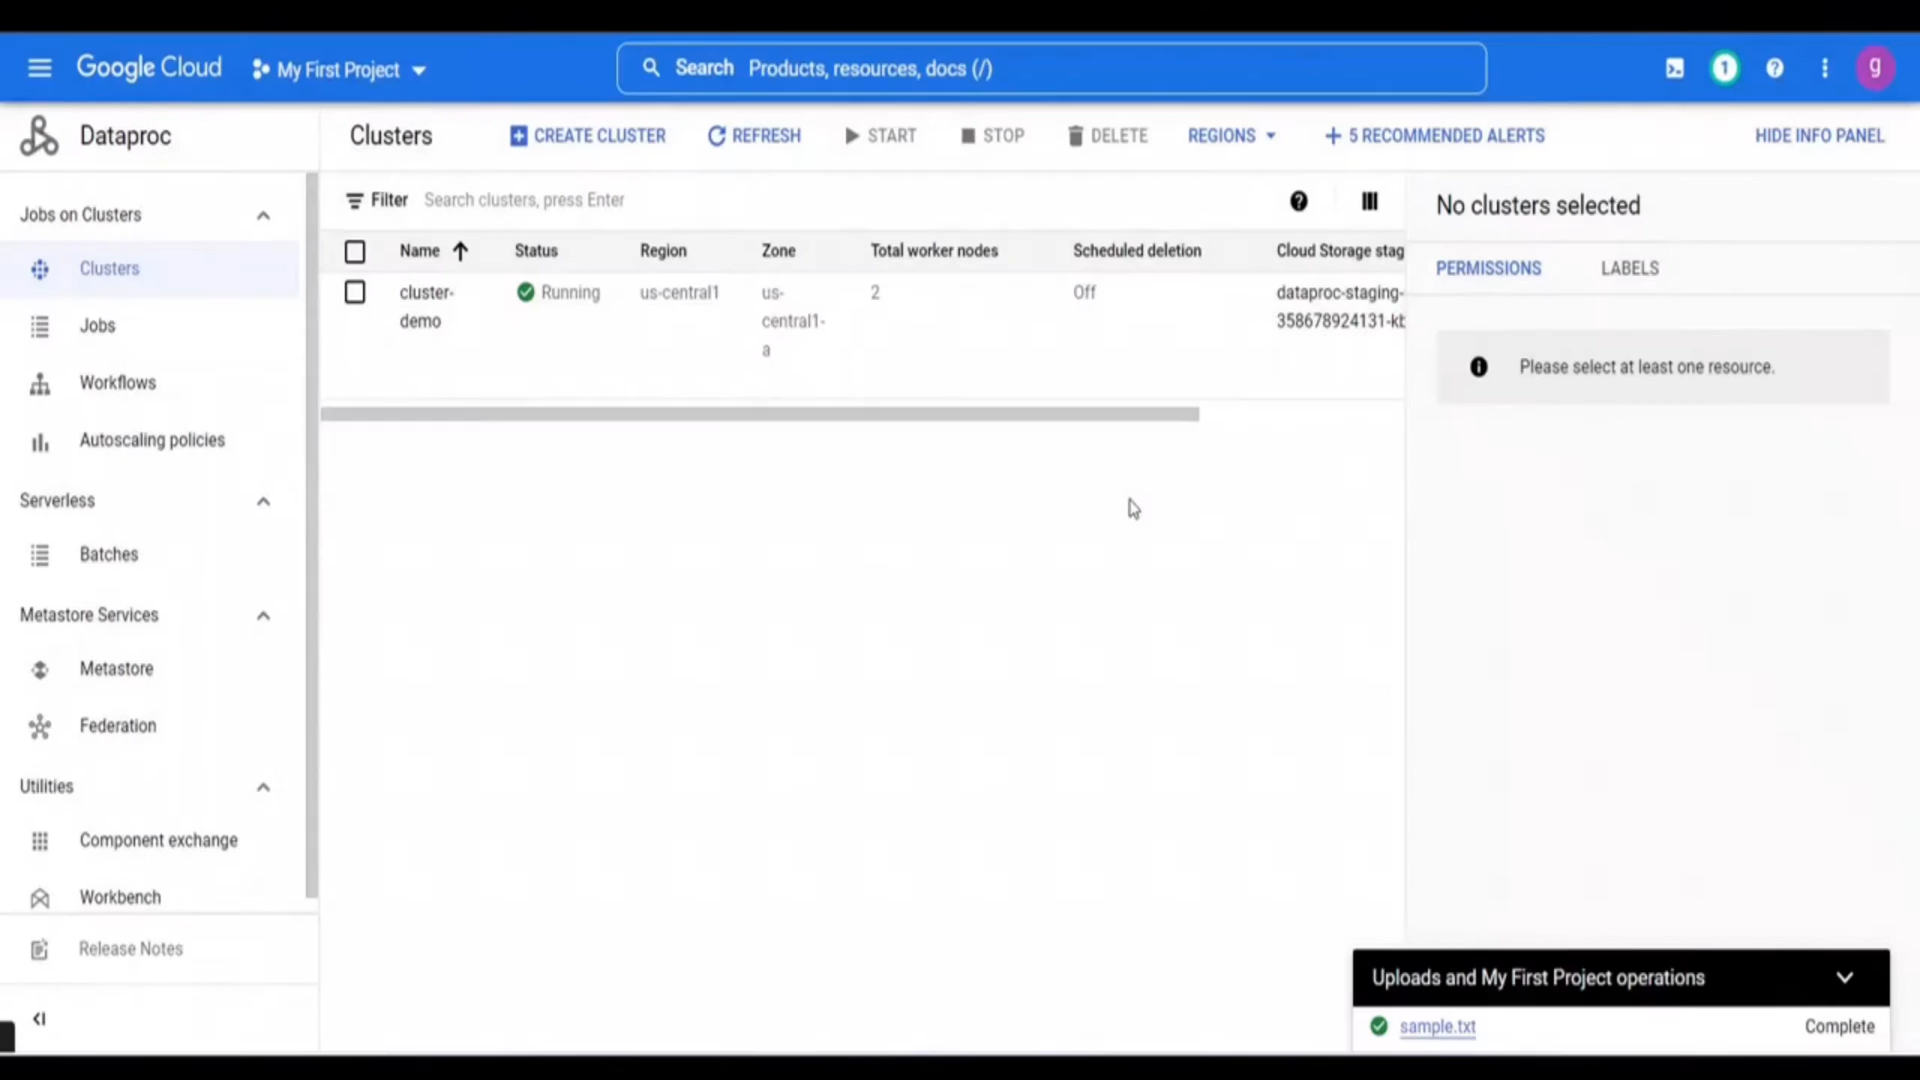 Google Cloud
My First Project
Search Products, resources, docs (/)
1
g
Dataproc
Clusters
CREATE CLUSTER
REFRESH
START
STOP
DELETE
REGIONS
5 RECOMMENDED ALERTS
HIDE INFO PANEL
Jobs on Clusters
Clusters
Jobs
Workflows
Autoscaling policies
Serverless
Batches
Metastore Services
Metastore
Federation
Utilities
Component exchange
Workbench
Release Notes
Filter Search clusters, press Enter
Name Status Region Zone Total worker nodes Scheduled deletion Cloud Storage stag
cluster- Running us-central1 us- 2 Off dataproc-staging-
demo central1- 358678924131-kb
a
No clusters selected
PERMISSIONS LABELS
Please select at least one resource.
Uploads and My First Project operations
sample.txt Complete